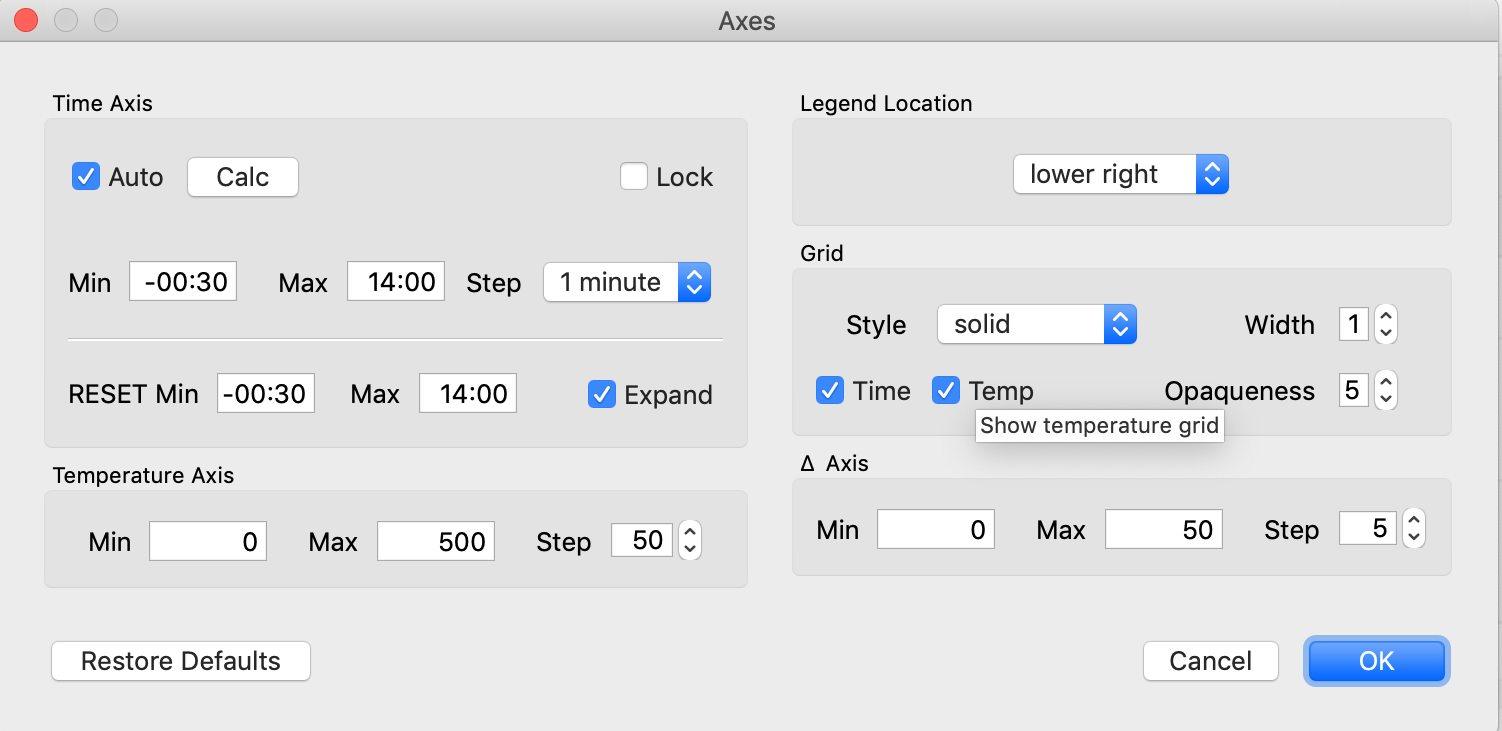 Axes
Time Axis
Auto Calc Lock
Min -00:30 Max 14:00 Step 1 minute
RESET Min -00:30 Max 14:00 Expand
Temperature Axis
Min 0 Max 500 Step 50
Legend Location
lower right
Grid
Style solid Width 1
Time Temp Opaqueness 5
Show temperature grid
Δ Axis
Min 0 Max 50 Step 5
Restore Defaults Cancel OK